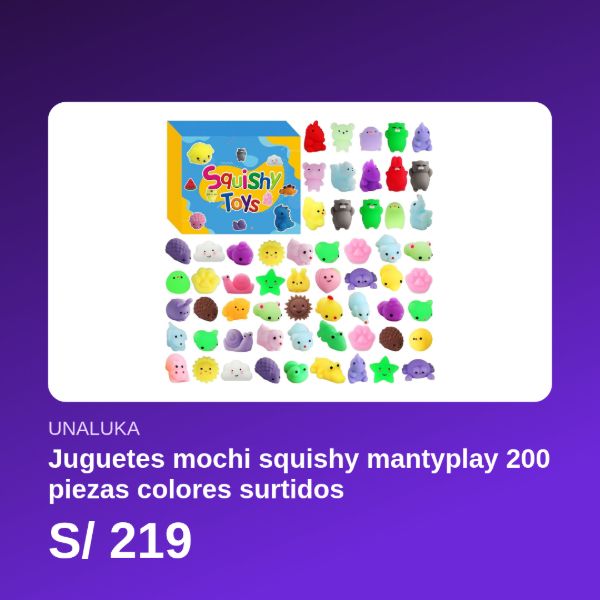 Squishy
Toys
UNALUKA
Juguetes mochi squishy mantyplay 200
piezas colores surtidos
S/ 219